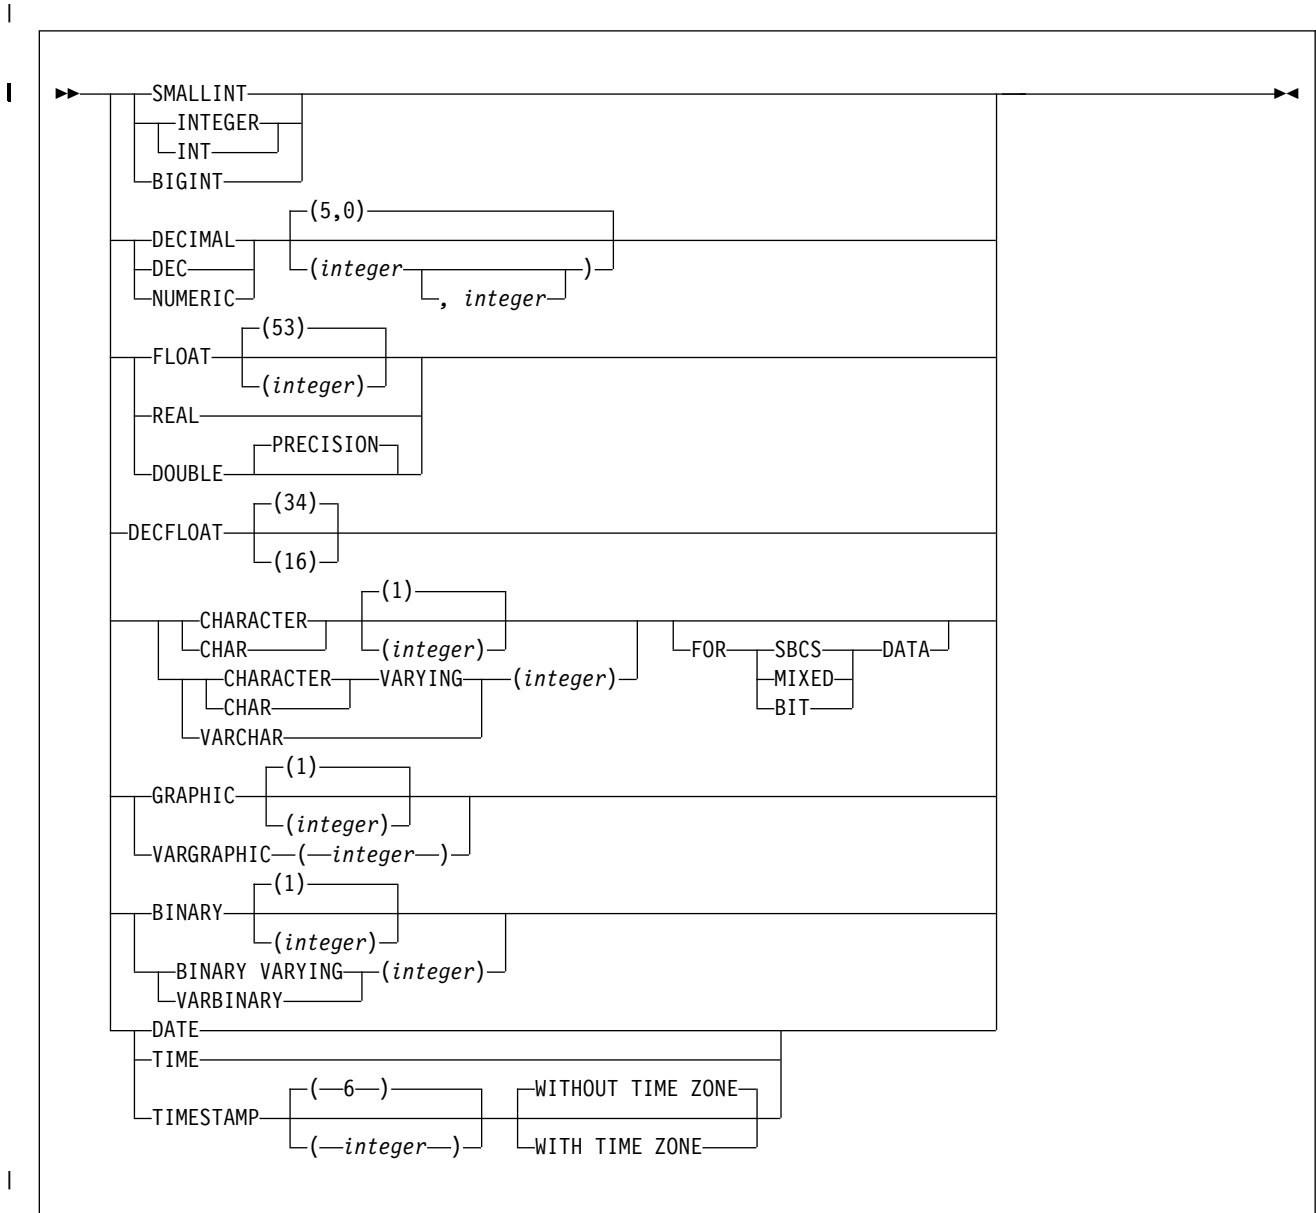 SMALLINT
INTEGER
INT
BIGINT
(5,0)
DECIMAL
DEC (integer )
NUMERIC , integer
(53)
FLOAT
(integer)
REAL
PRECISION
DOUBLE
(34)
DECFLOAT
(16)
(1)
CHARACTER
CHAR (integer) FOR SBCS DATA
CHARACTER VARYING (integer) MIXED
CHAR BIT
VARCHAR
(1)
GRAPHIC
(integer)
VARGRAPHIC ( integer )
(1)
BINARY
(integer)
BINARY VARYING (integer)
VARBINARY
DATE
TIME
( 6 ) WITHOUT TIME ZONE
TIMESTAMP
( integer ) WITH TIME ZONE